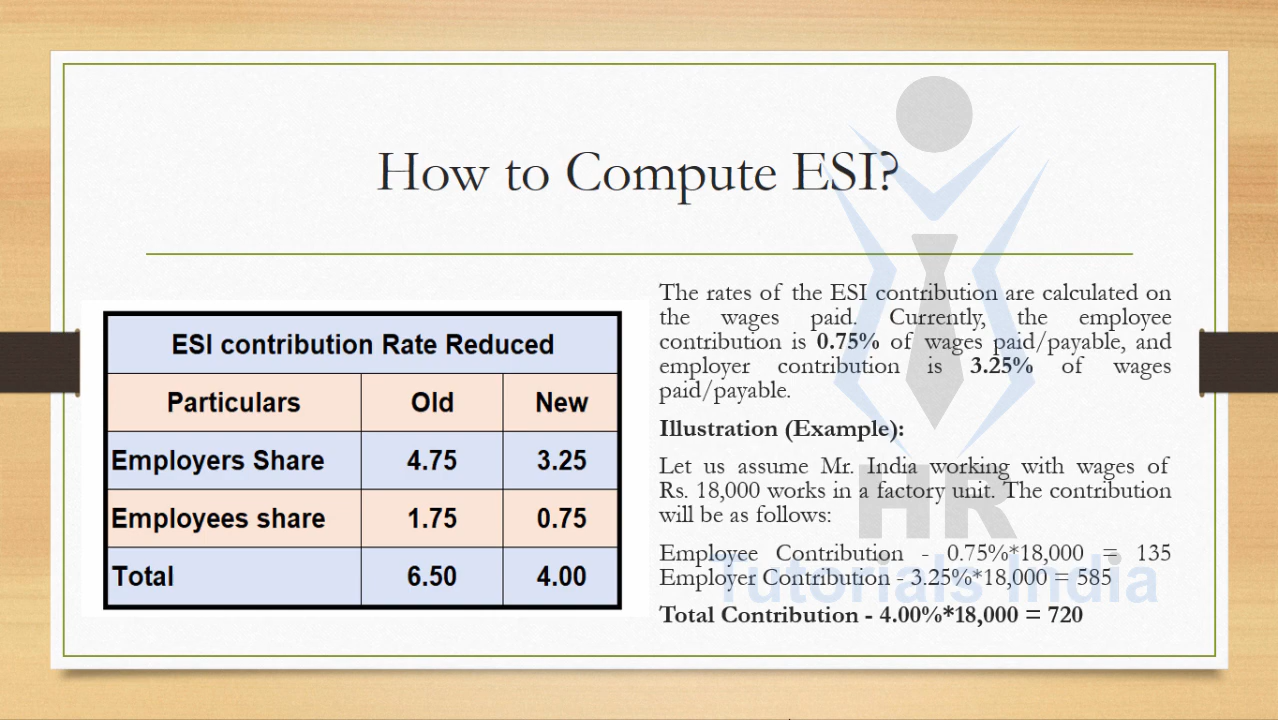 How to Compute ESI?
ESI contribution Rate Reduced
Particulars Old New
Employers Share 4.75 3.25
Employees share 1.75 0.75
Total 6.50 4.00
The rates of the ESI contribution are calculated on
the wages paid. Currently, the employee
contribution is 0.75% of wages paid/payable, and
employer contribution is 3.25% of wages
paid/payable.
Illustration (Example):
Let us assume Mr. India working with wages of
Rs. 18,000 works in a factory unit. The contribution
will be as follows:
Employee Contribution - 0.75%*18,000 = 135
Employer Contribution - 3.25%*18,000 = 585
Total Contribution - 4.00%*18,000 = 720
HR
Tutorials India